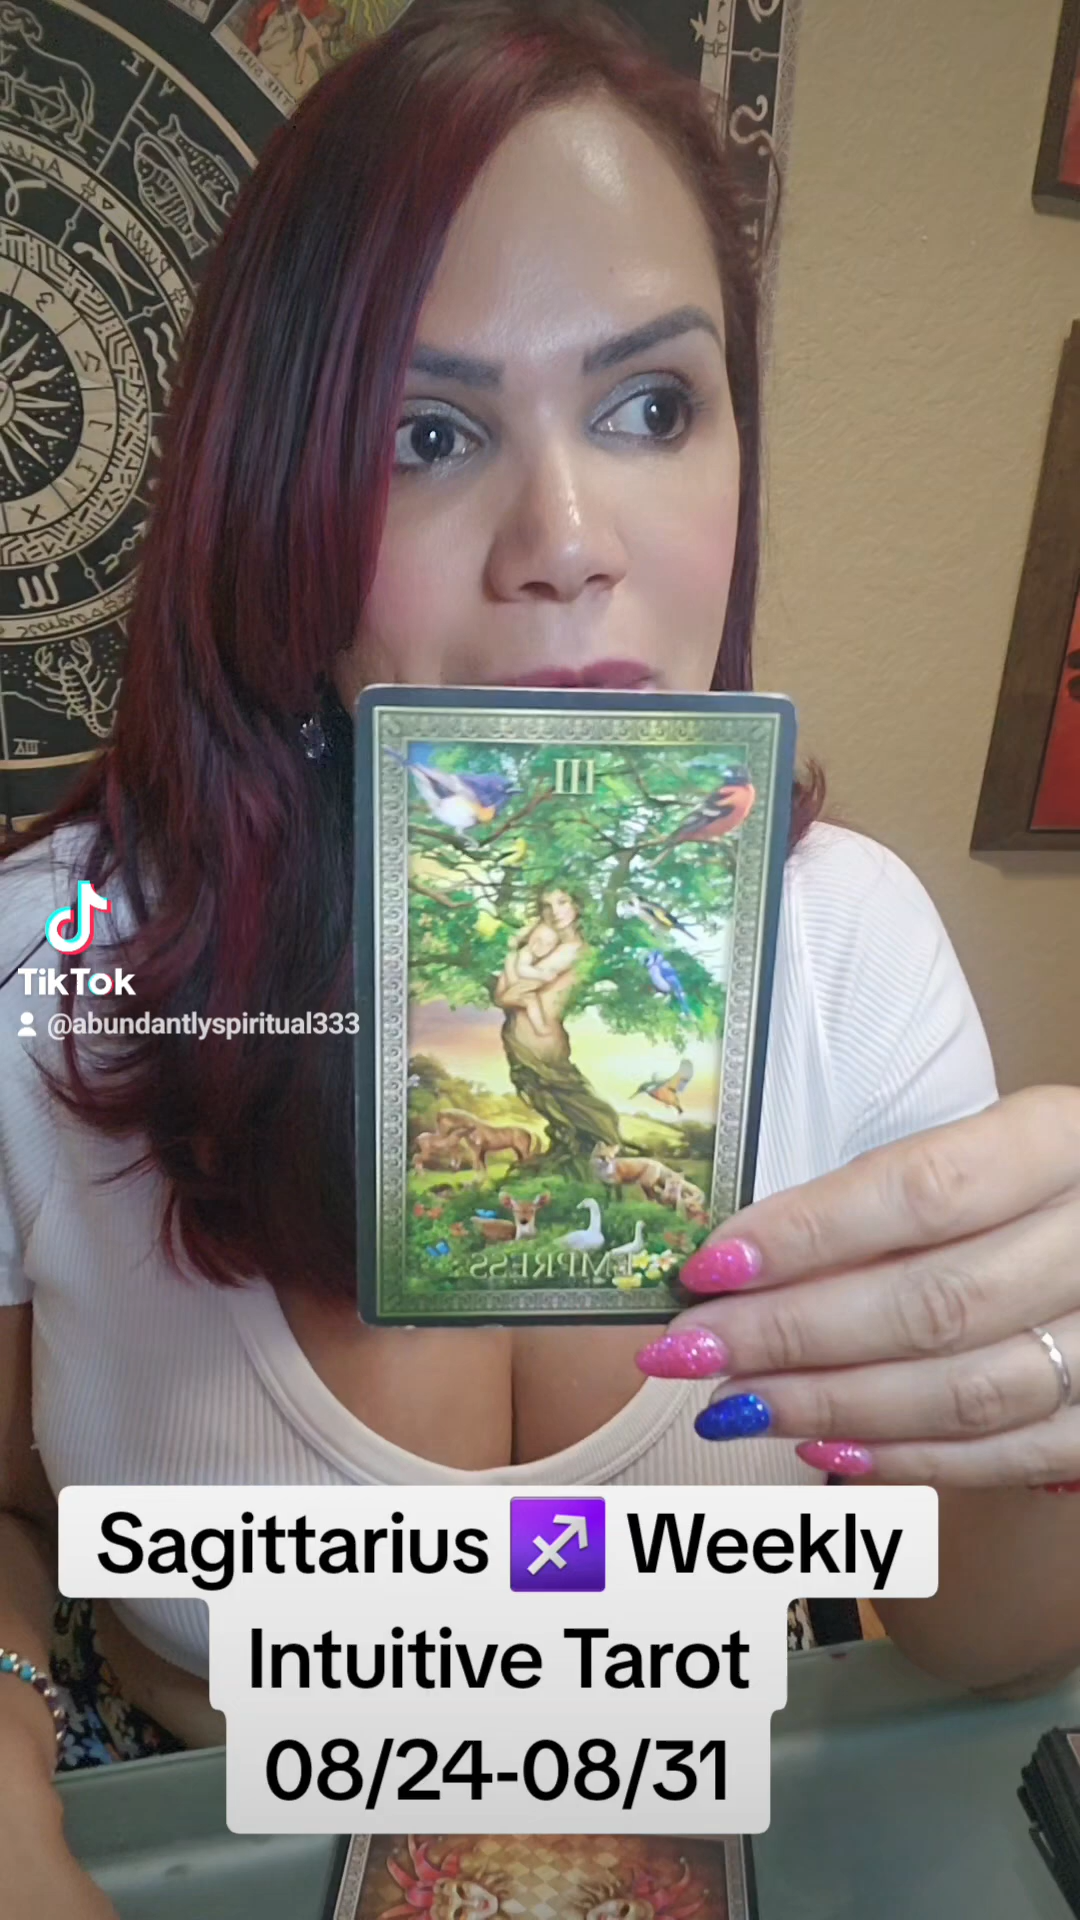 III
TikTok
@abundantlyspiritual333
EMPRESS
Sagittarius ♐ Weekly
Intuitive Tarot
08/24-08/31